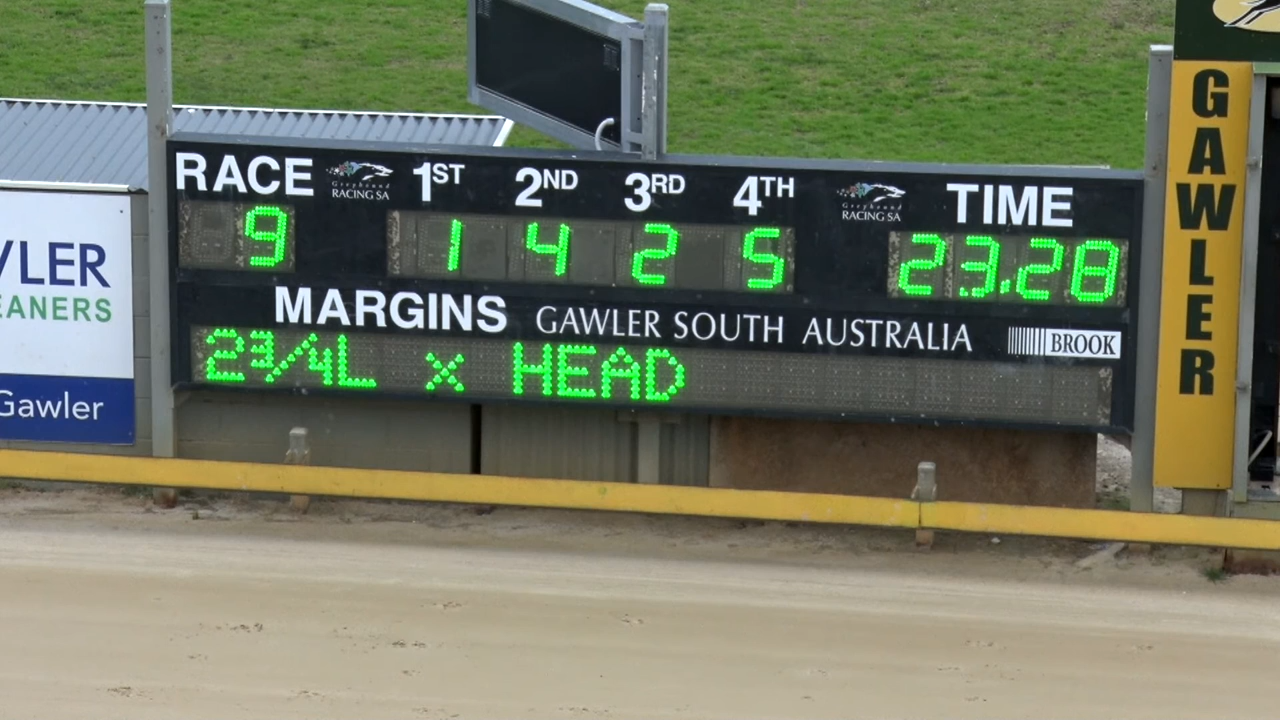 RACE Greyhound RACING SA 1ST 2ND 3RD 4TH Greyhound RACING SA TIME
9 1 4 2 5 23.28
MARGINS GAWLER SOUTH AUSTRALIA BROOK
2¾L x HEAD
GAWLER
VLER
EANERS
Gawler